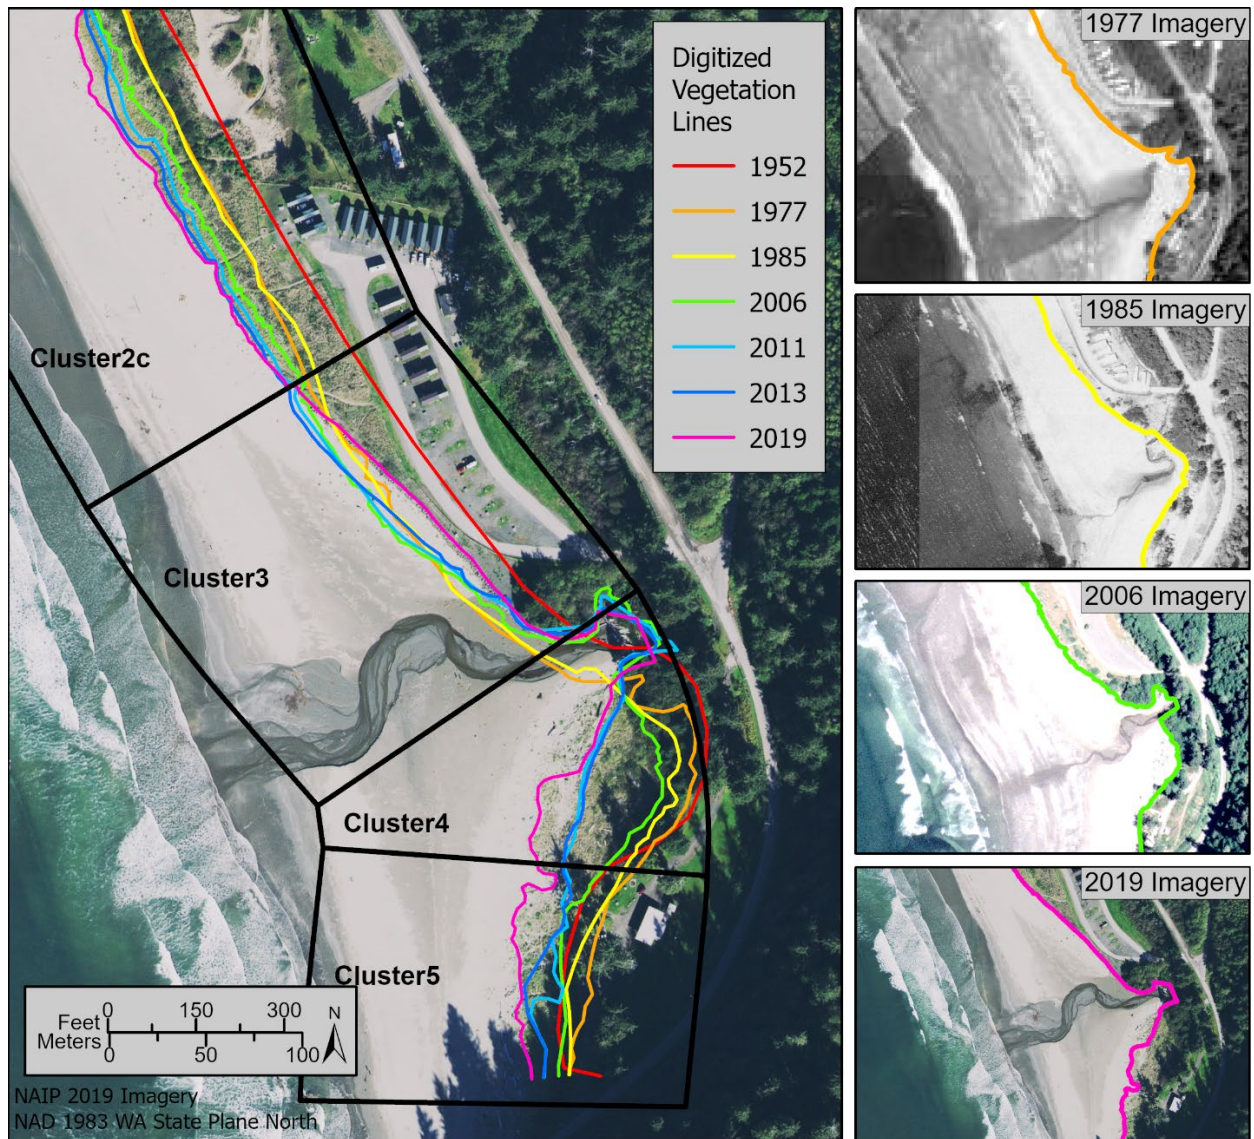 Digitized
Vegetation
Lines
1952
1977
1985
2006
2011
2013
2019
Cluster2c
Cluster3
Cluster4
Cluster5
0 150 300
Feet
Meters
0 50 100
N
NAIP 2019 Imagery
NAD 1983 WA State Plane North
1977 Imagery
1985 Imagery
2006 Imagery
2019 Imagery